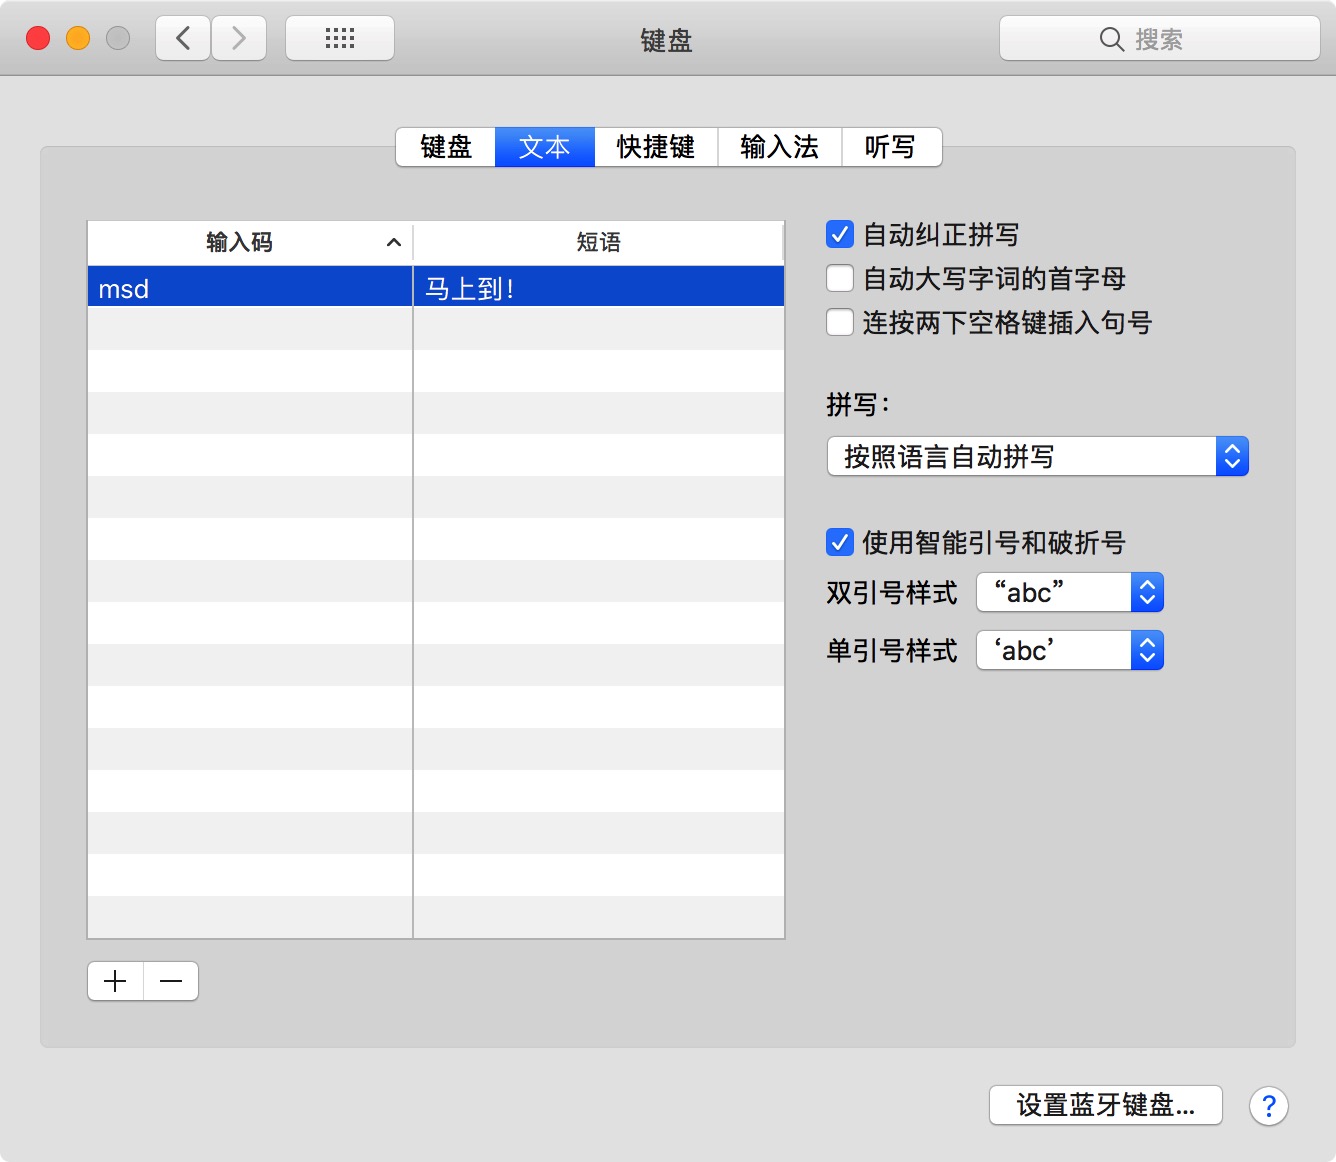 键盘
搜索
键盘 文本 快捷键 输入法 听写
输入码 短语
msd 马上到！
自动纠正拼写
自动大写字词的首字母
连按两下空格键插入句号
拼写：
按照语言自动拼写
使用智能引号和破折号
双引号样式 “abc”
单引号样式 ‘abc’
设置蓝牙键盘...
?